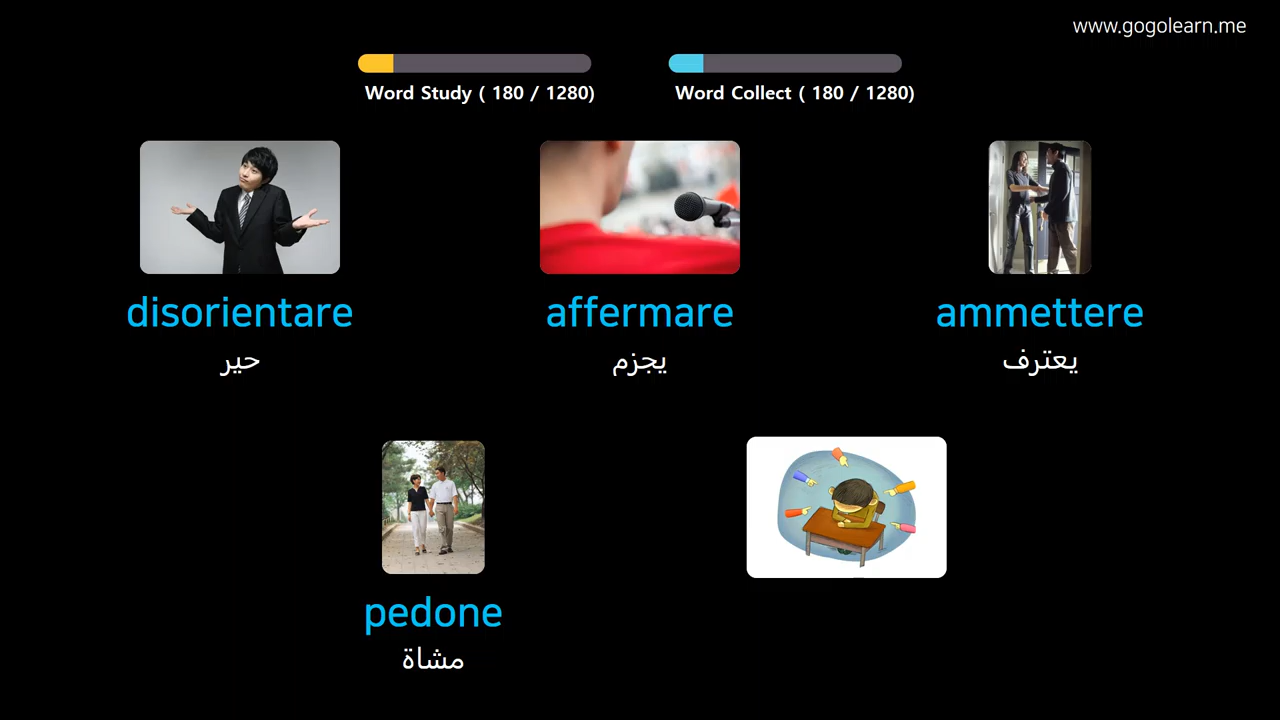 www.gogolearn.me
Word Study ( 180 / 1280)
Word Collect ( 180 / 1280)
disorientare
حير
affermare
يجزم
ammettere
يعترف
pedone
مشاة